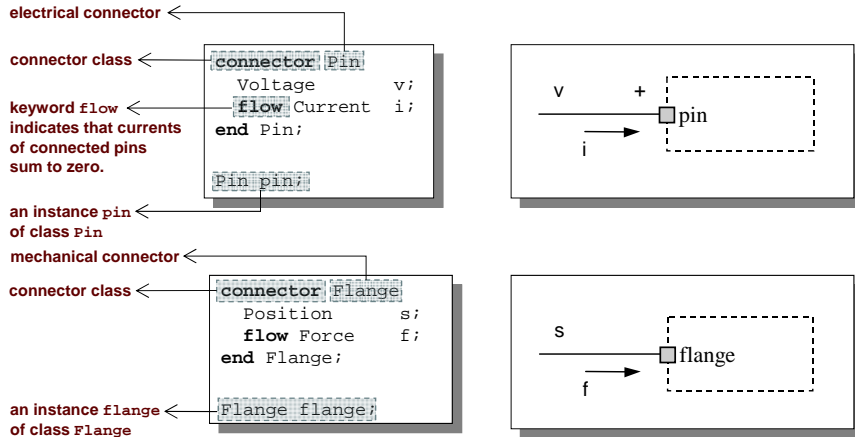 electrical connector
connector class
keyword flow
indicates that currents
of connected pins
sum to zero.
an instance pin
of class Pin
connector Pin
Voltage v;
flow Current i;
end Pin;
Pin pin;
v +
pin
i
mechanical connector
connector class
an instance flange
of class Flange
connector Flange
Position s;
flow Force f;
end Flange;
Flange flange;
s
flange
f